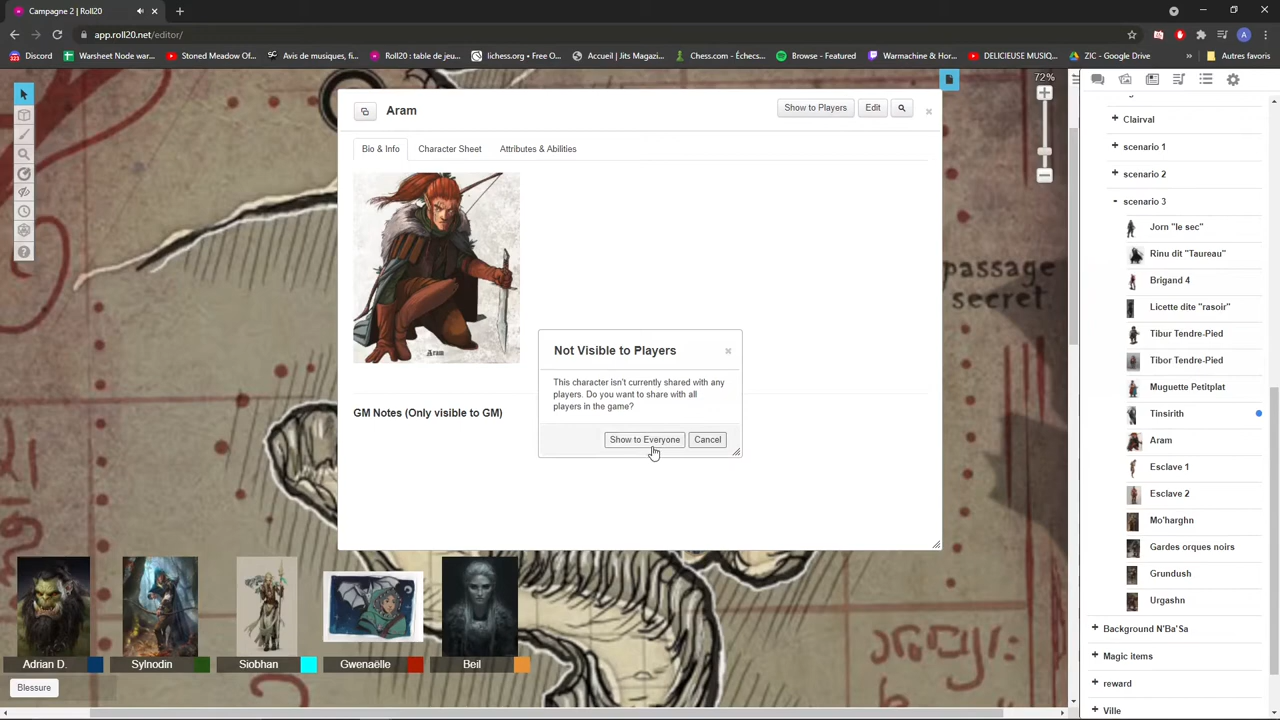 Campagne 2 | Roll20
app.roll20.net/editor/
Discord
Warsheet Node war...
Stoned Meadow Of...
Avis de musiques, fi...
Roll20: Online virtu...
lichess.org • Free O...
Accueil | Jits Magazi...
Chess.com - Échecs...
Browse - Featured
Warmachine & Hor...
DELICIEUSE MUSIQ...
ZIC - Google Drive
Autres favoris
72%
Aram
Show to Players
Edit
Bio & Info
Character Sheet
Attributes & Abilities
Aram
GM Notes (Only visible to GM)
Not Visible to Players
This character isn't currently shared with any
players. Do you want to share with all
players in the game?
Show to Everyone
Cancel
passage
secret
Clairval
scenario 1
scenario 2
scenario 3
Jorn "le sec"
Rinu dit "Taureau"
Brigand 4
Licette dite "rasoir"
Tibur Tendre-Pied
Tibor Tendre-Pied
Muguette Petitplat
Tinsirith
Aram
Esclave 1
Esclave 2
Mo'harghn
Gardes orques noirs
Grundush
Urgashn
Background N'Ba'Sa
Magic items
reward
Ville
Adrian D.
Sylnodin
Siobhan
Gwenaëlle
Beil
Blessure